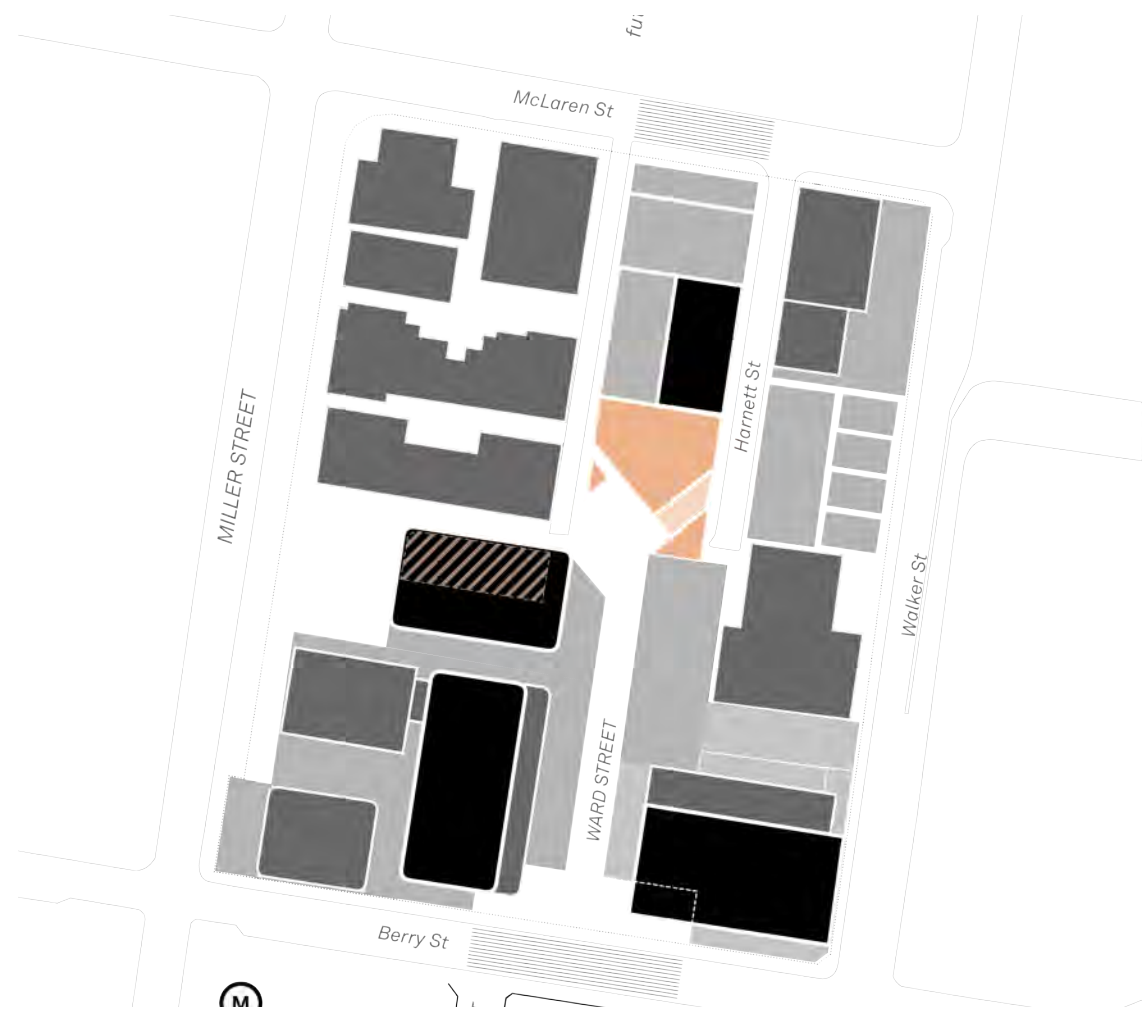 McLaren St
Harnett St
MILLER STREET
Walker St
WARD STREET
Berry St
M